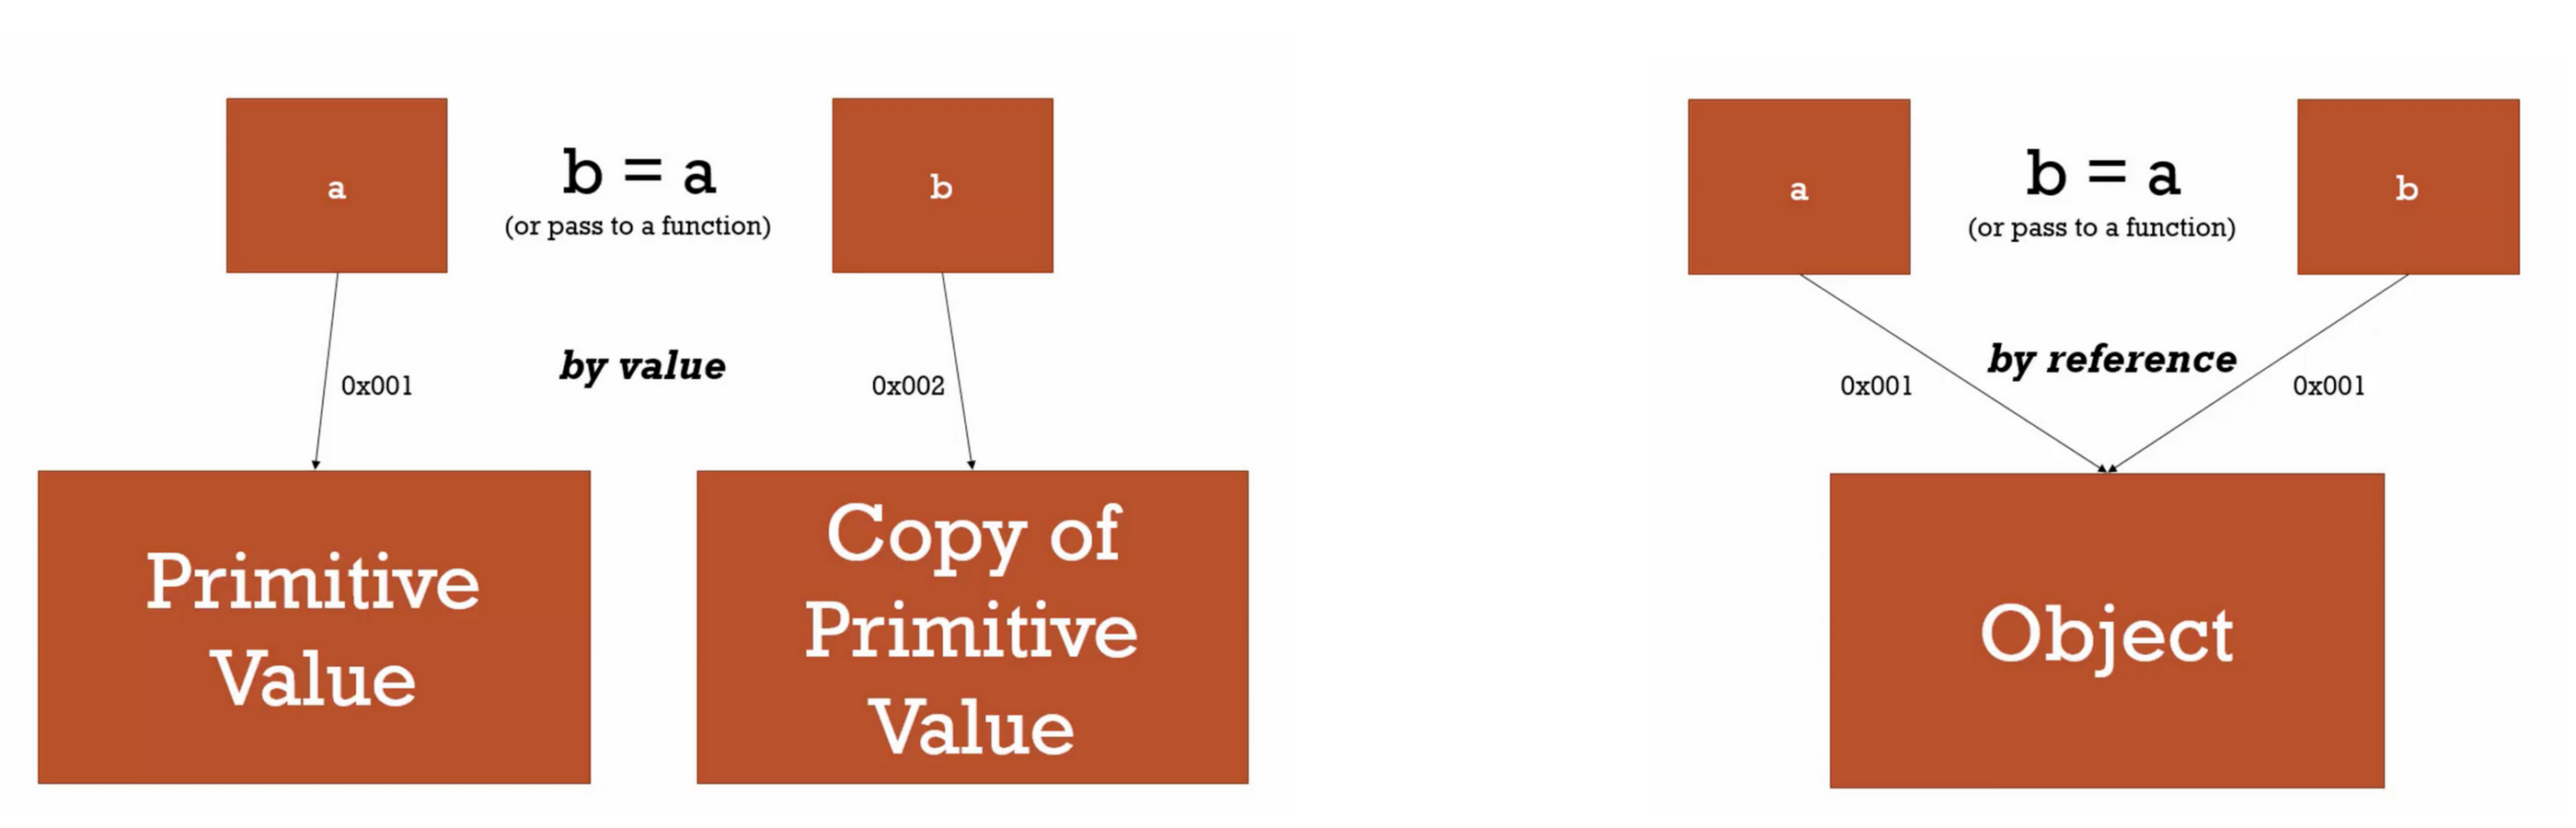 a
b = a
(or pass to a function)
b
by value
0x001
0x002
Primitive
Value
Copy of
Primitive
Value
a
b = a
(or pass to a function)
b
by reference
0x001
0x001
Object